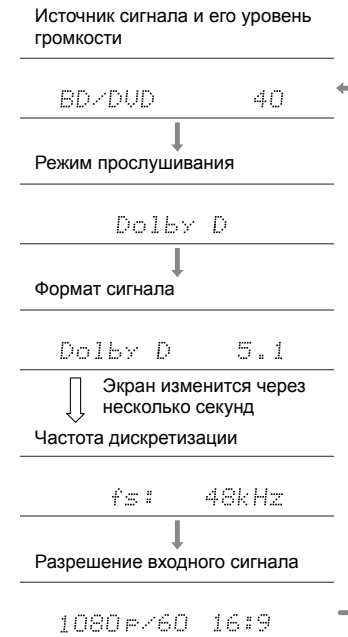 Источник сигнала и его уровень
громкости
BD/DVD 40
Режим прослушивания
Dolby D
Формат сигнала
Dolby D 5.1
Экран изменится через
несколько секунд
Частота дискретизации
fs: 48kHz
Разрешение входного сигнала
1080p/60 16:9